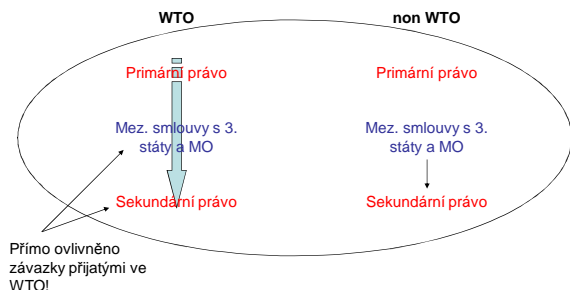 WTO
non WTO
Primární právo
Primární právo
Mez. smlouvy s 3.
státy a MO
Mez. smlouvy s 3.
státy a MO
Sekundární právo
Sekundární právo
Přímo ovlivněno
závazky přijatými ve
WTO!